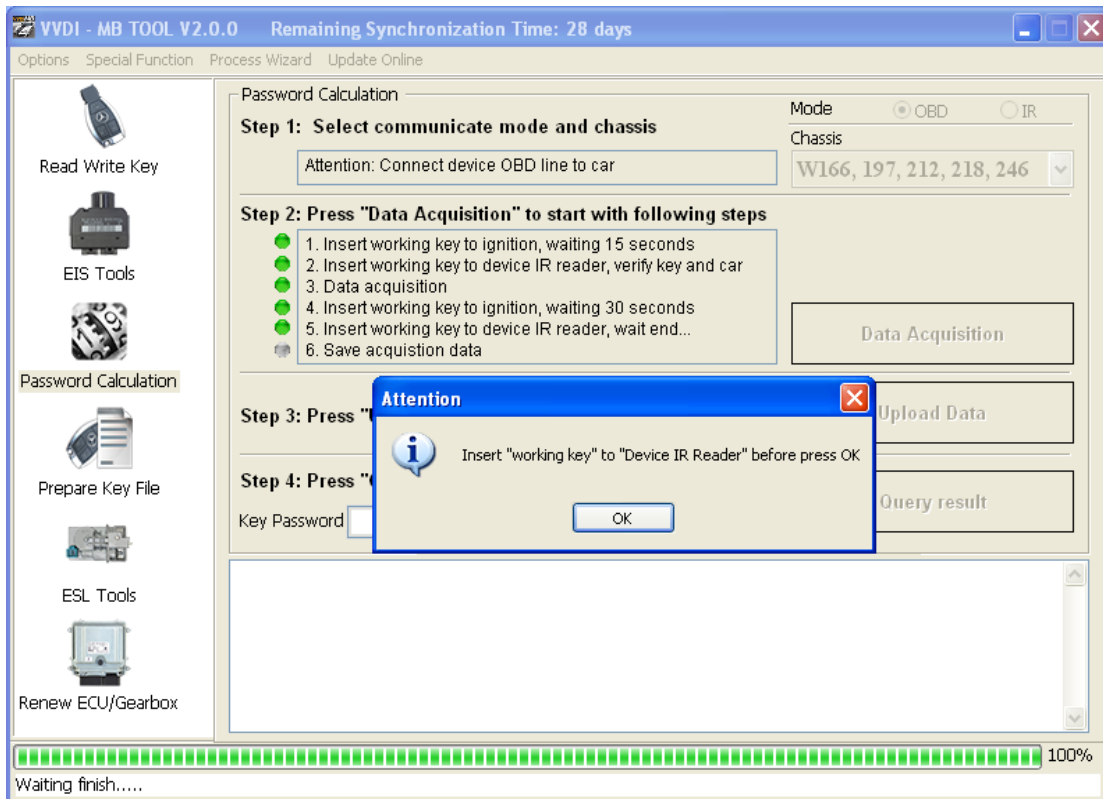 VVDI - MB TOOL V2.0.0 Remaining Synchronization Time: 28 days
Options Special Function Process Wizard Update Online
Read Write Key
EIS Tools
Password Calculation
Prepare Key File
ESL Tools
Renew ECU/Gearbox
Password Calculation
Step 1: Select communicate mode and chassis
Attention: Connect device OBD line to car
Mode OBD IR
Chassis
W166, 197, 212, 218, 246
Step 2: Press "Data Acquisition" to start with following steps
1. Insert working key to ignition, waiting 15 seconds
2. Insert working key to device IR reader, verify key and car
3. Data acquisition
4. Insert working key to ignition, waiting 30 seconds
5. Insert working key to device IR reader, wait end...
6. Save acquistion data
Data Acquisition
Step 3: Press "
Upload Data
Step 4: Press "
Key Password
Query result
Attention
Insert "working key" to "Device IR Reader" before press OK
OK
100%
Waiting finish.....